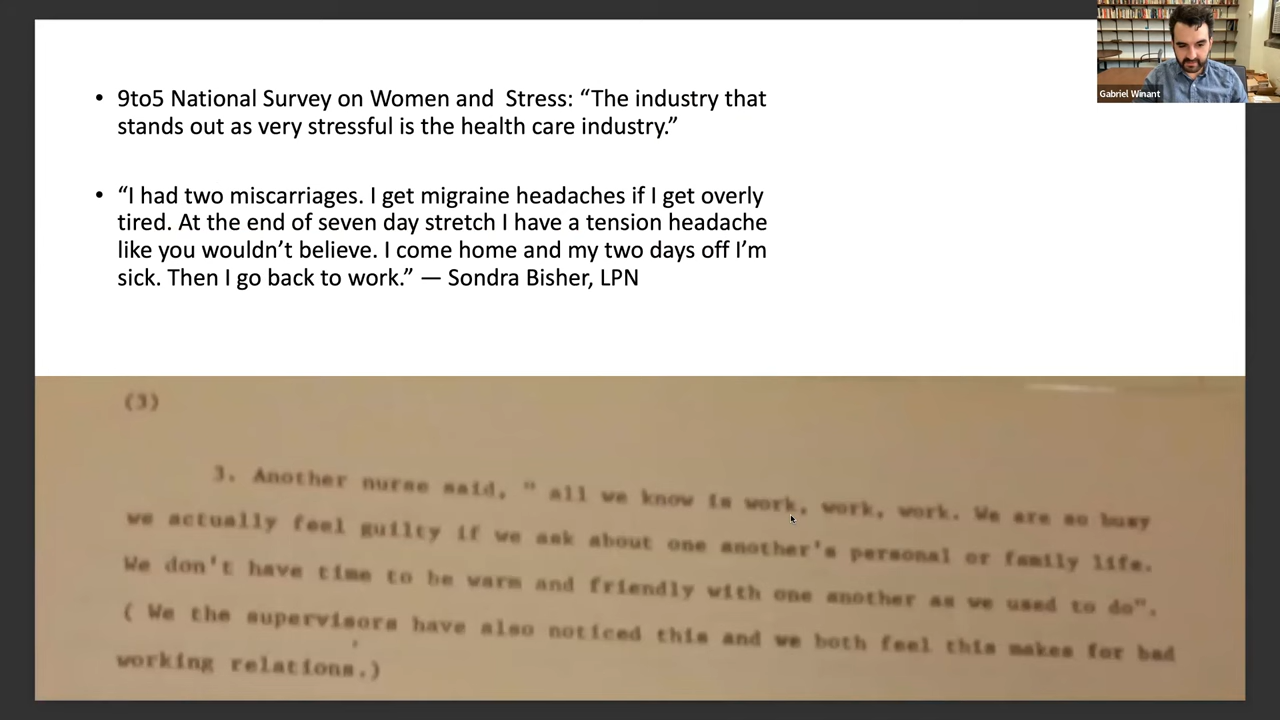 • 9to5 National Survey on Women and Stress: “The industry that
stands out as very stressful is the health care industry.”
• “I had two miscarriages. I get migraine headaches if I get overly
tired. At the end of seven day stretch I have a tension headache
like you wouldn’t believe. I come home and my two days off I’m
sick. Then I go back to work.” — Sondra Bisher, LPN
Gabriel Winant
(3)
3. Another nurse said, " all we know is work, work, work. We are so busy
we actually feel guilty if we ask about one another's personal or family life.
We don't have time to be warm and friendly with one another as we used to do".
( We the supervisors have also noticed this and we both feel this makes for bad
working relations.)